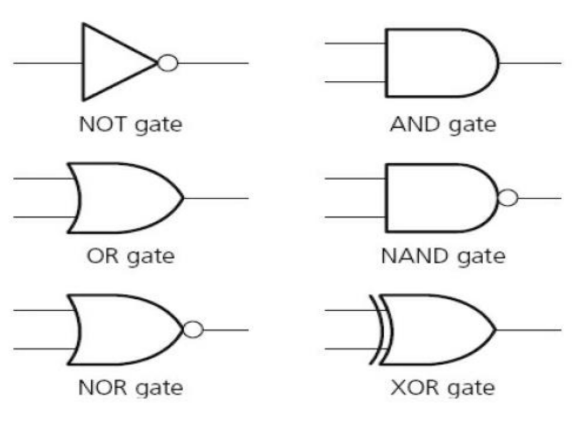 NOT gate
AND gate
OR gate
NAND gate
NOR gate
XOR gate